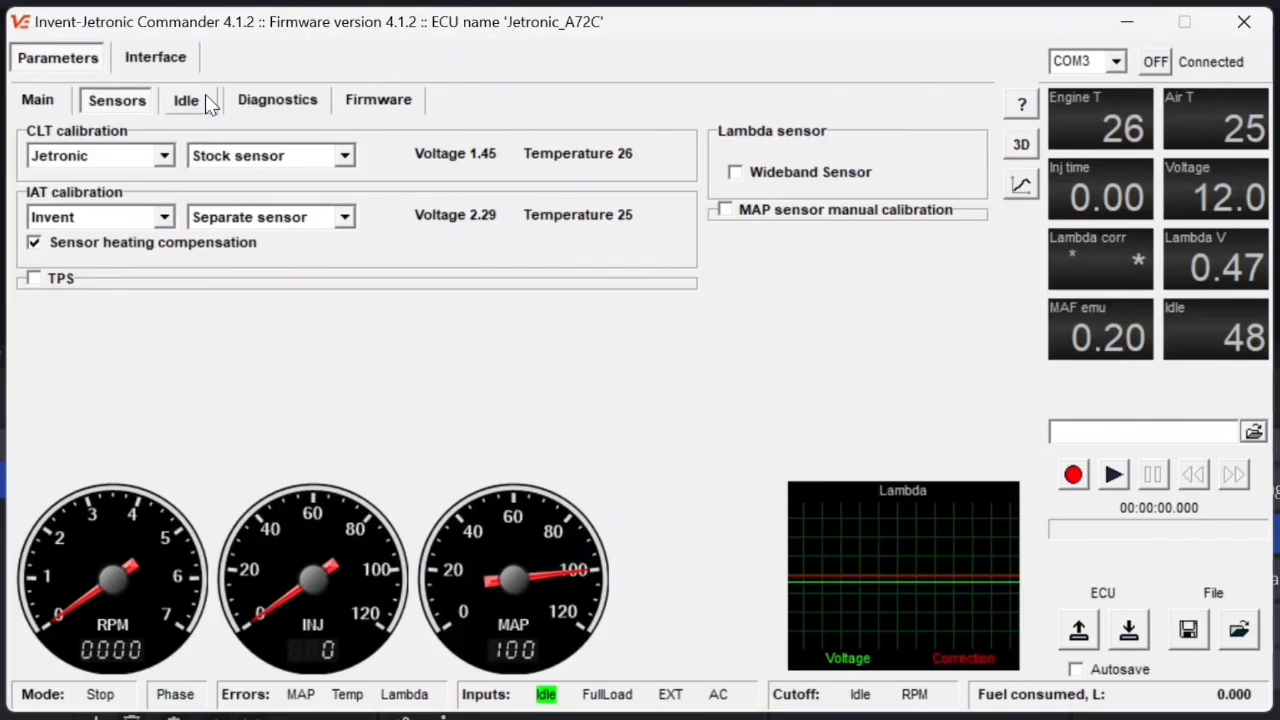 Invent-Jetronic Commander 4.1.2 :: Firmware version 4.1.2 :: ECU name 'Jetronic_A72C'
Parameters Interface
COM3 OFF Connected
Main Sensors Idle Diagnostics Firmware
CLT calibration
Jetronic Stock sensor Voltage 1.45 Temperature 26
IAT calibration
Invent Separate sensor Voltage 2.29 Temperature 25
Sensor heating compensation
TPS
Lambda sensor
Wideband Sensor
MAP sensor manual calibration
?
3D
Engine T 26
Air T 25
Inj time 0.00
Voltage 12.0
Lambda corr * *
Lambda V 0.47
MAF emu 0.20
Idle 48
00:00:00.000
0 1 2 3 4 5 6 7
RPM
0000
0 20 40 60 80 100 120
INJ
0
0 20 40 60 80 100 120
MAP
100
Lambda
Voltage Correction
ECU File
Autosave
Mode: Stop Phase Errors: MAP Temp Lambda Inputs: Idle FullLoad EXT AC Cutoff: Idle RPM Fuel consumed, L: 0.000